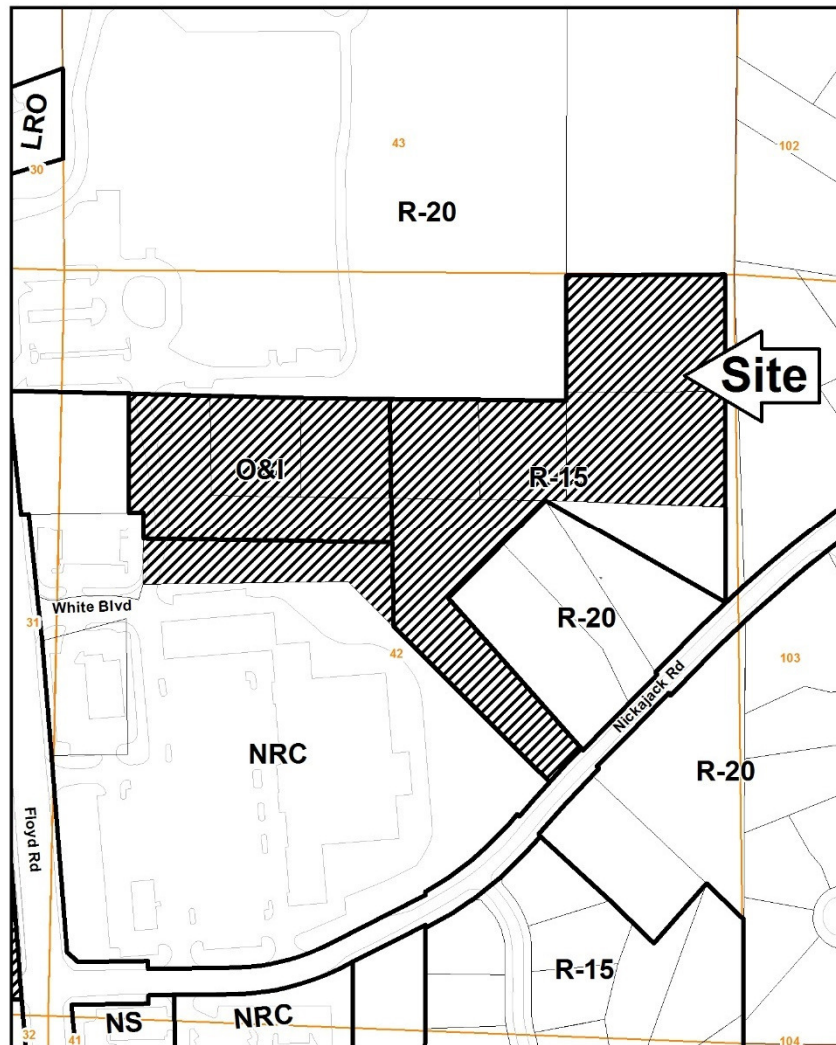 LRO
30
43
102
R-20
Site
O&I
R-15
White Blvd
31
R-20
42
103
Nickajack Rd
NRC
R-20
Floyd Rd
R-15
NS
NRC
32
41
104